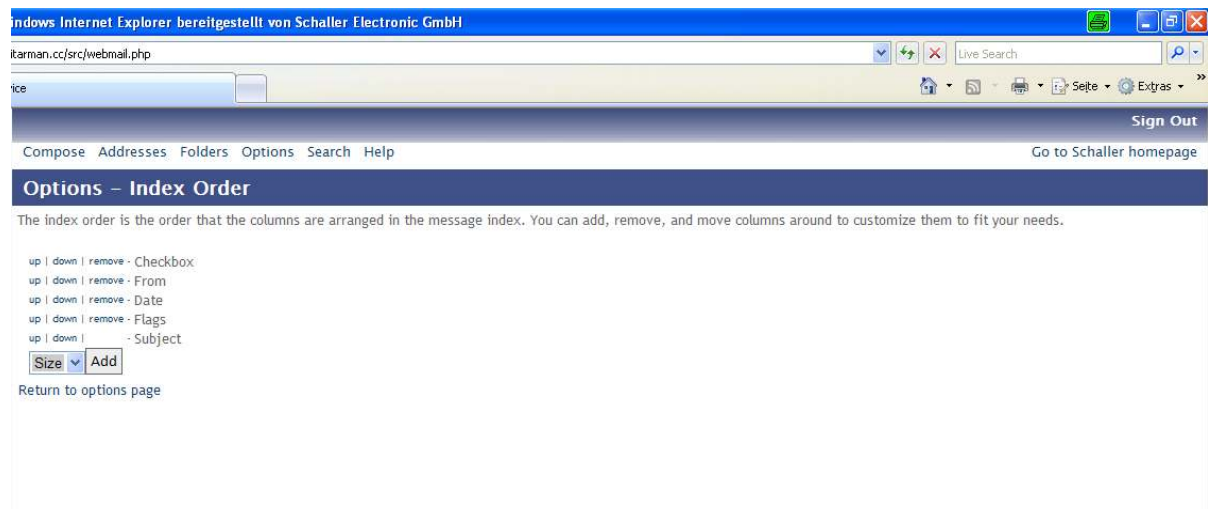 indows Internet Explorer bereitgestellt von Schaller Electronic GmbH
itarman.cc/src/webmail.php
Live Search
ice
Seite Extras »
Sign Out
Compose Addresses Folders Options Search Help Go to Schaller homepage
Options – Index Order
The index order is the order that the columns are arranged in the message index. You can add, remove, and move columns around to customize them to fit your needs.
up | down | remove - Checkbox
up | down | remove - From
up | down | remove - Date
up | down | remove - Flags
up | down | - Subject
Size Add
Return to options page